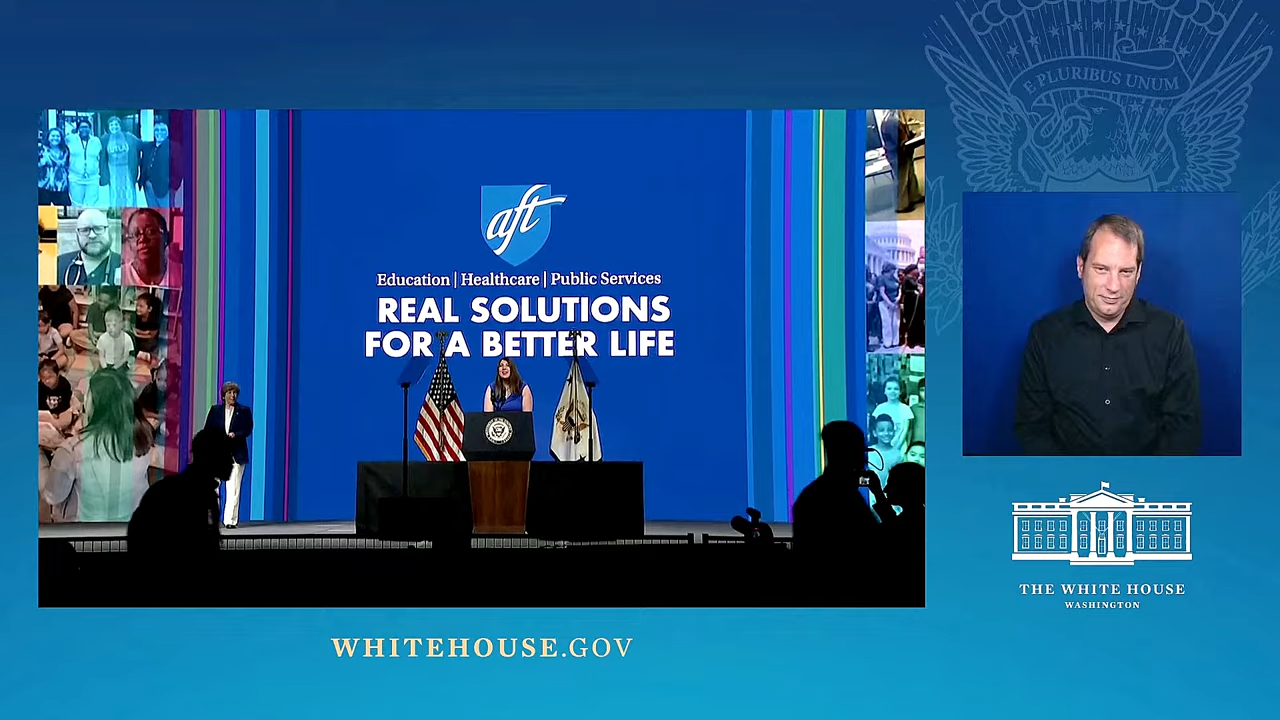 E PLURIBUS UNUM
aft
Education | Healthcare | Public Services
REAL SOLUTIONS
FOR A BETTER LIFE
THE WHITE HOUSE
WASHINGTON
WHITEHOUSE.GOV